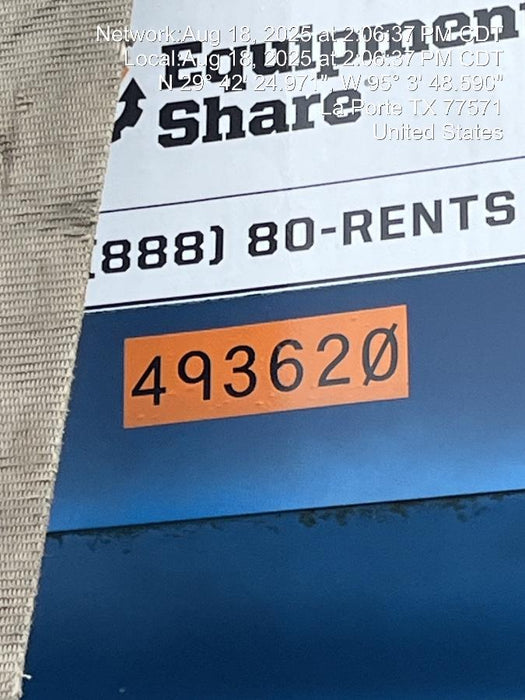 Network:Aug 18, 2025 at 2:06:37 PM CDT
Local:Aug 18, 2025 at 2:06:37 PM CDT
N 29° 42' 24.971", W 95° 3' 48.590"
La Porte TX 77571
United States
Equipment
Share
(888) 80-RENTS
493620